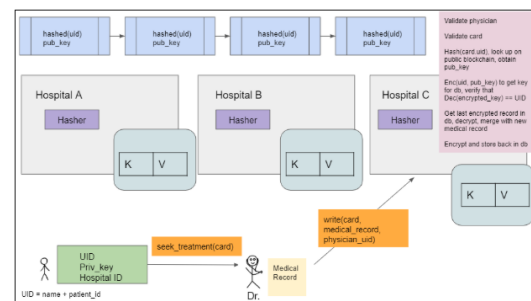 hashed(uid)
pub_key
hashed(uid)
pub_key
hashed(uid)
pub_key
hashed(uid)
pub_key
Validate physician
Validate card
Hash(card.uid), look up on
public blockchain, obtain
pub_key
Enc(uid, pub_key) to get key
for db, verify that
Dec(encrypted_key) == UID
Get last encrypted record in
db, decrypt, merge with new
medical record
Encrypt and store back in db
Hospital A
Hasher
K V
Hospital B
Hasher
K V
Hospital C
Hasher
K V
UID
Priv_key
Hospital ID
UID = name + patient_id
seek_treatment(card)
Dr.
Medical
Record
write(card,
medical_record,
physician_uid)